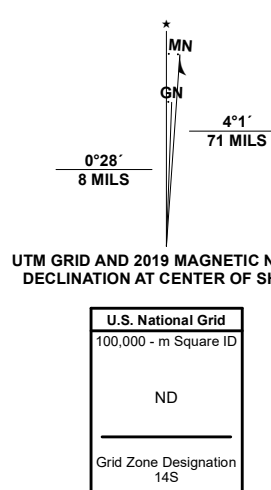 ★
MN
GN
4°1´
71 MILS
0°28´
8 MILS
UTM GRID AND 2019 MAGNETIC N
DECLINATION AT CENTER OF SH
U.S. National Grid
100,000 - m Square ID
ND
Grid Zone Designation
14S